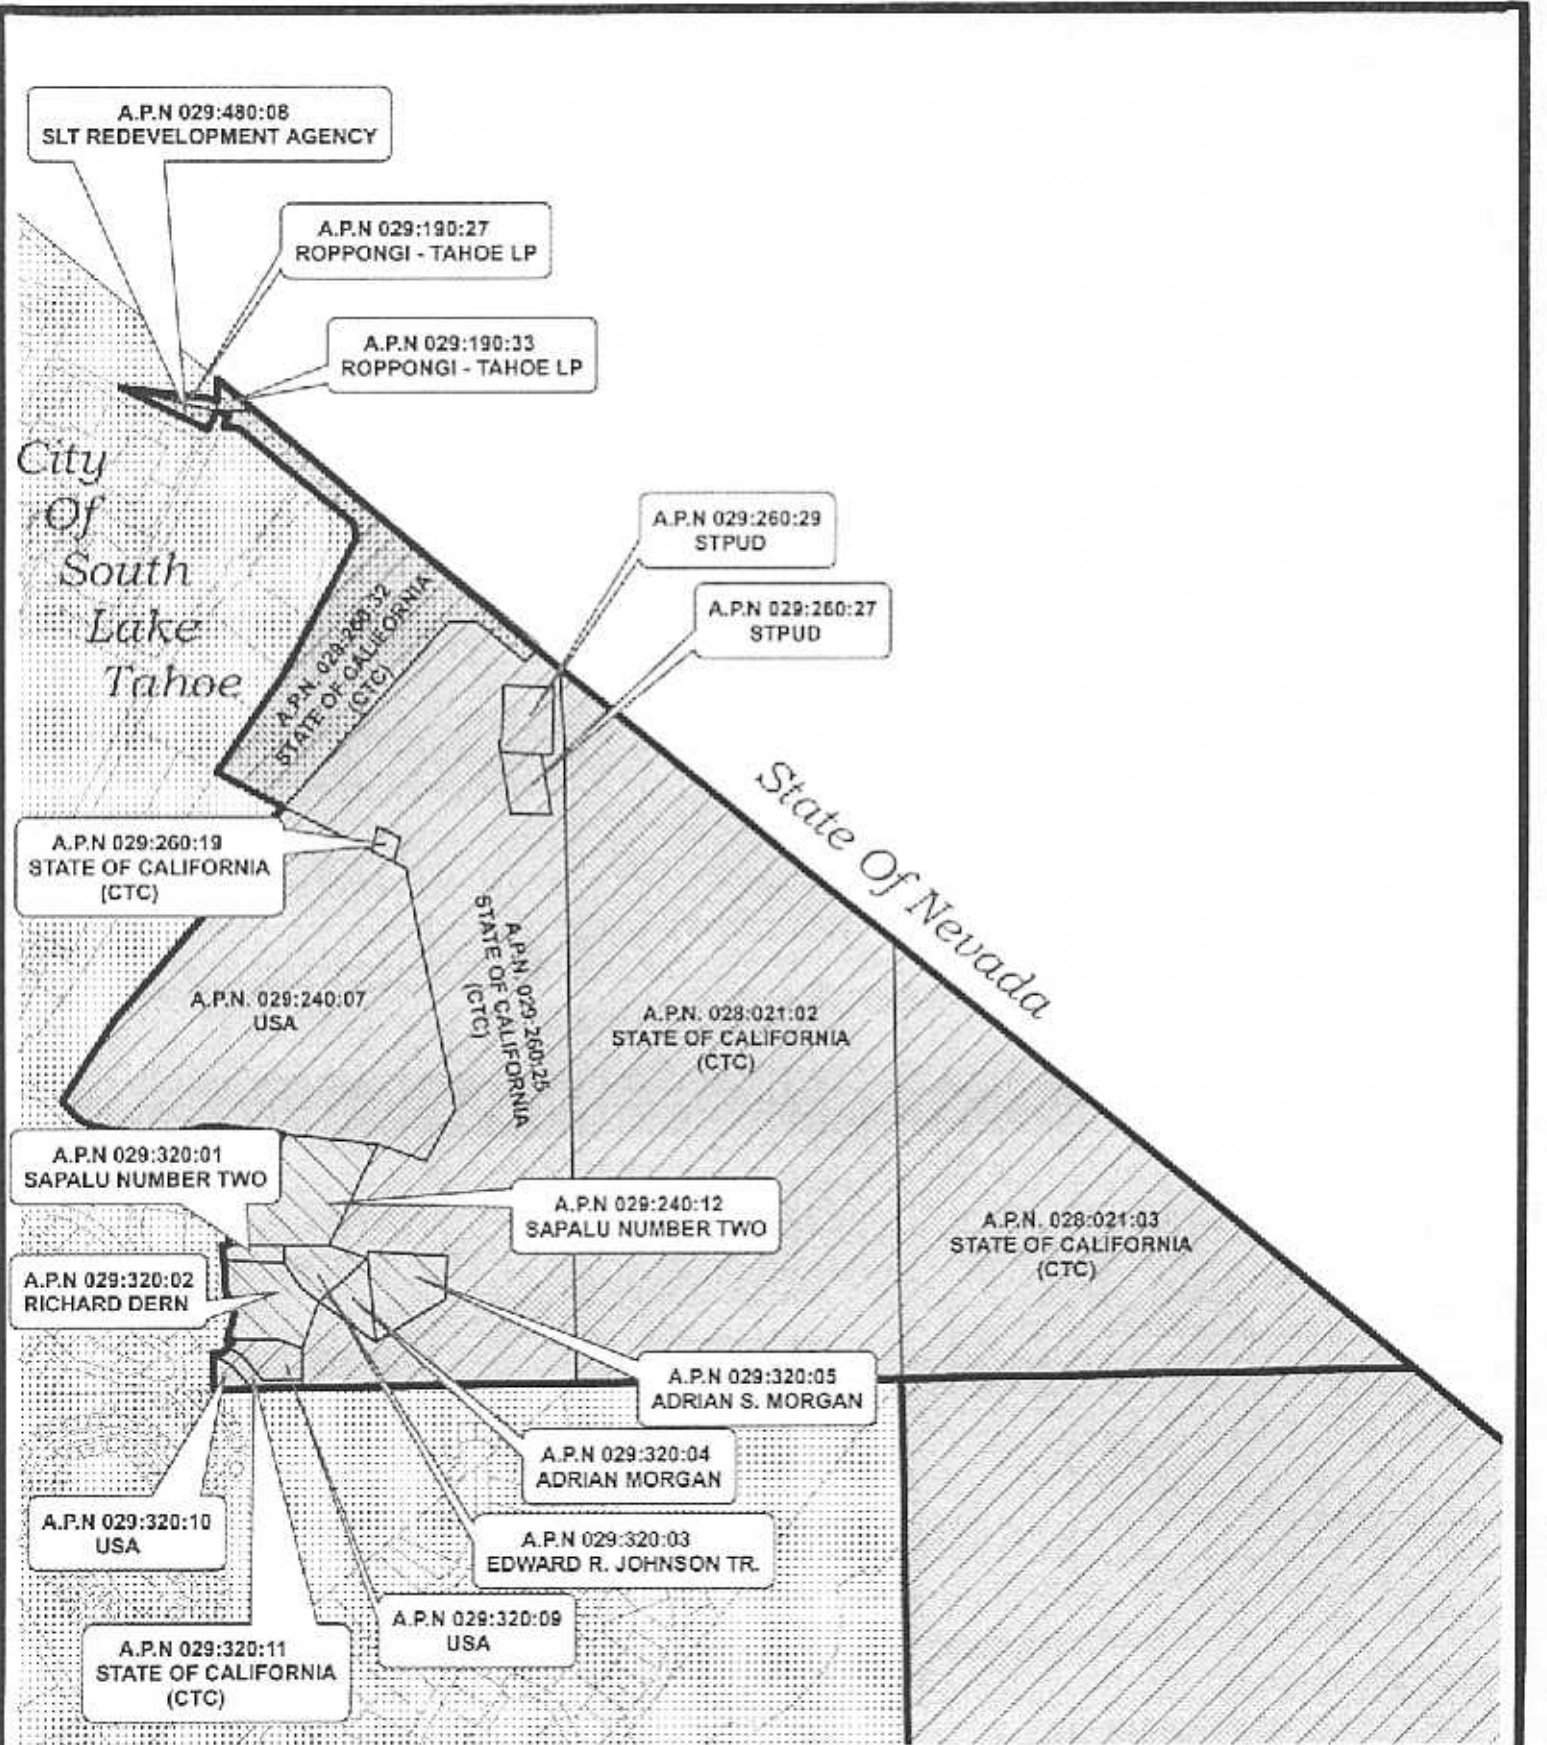 A.P.N 029:480:08
SLT REDEVELOPMENT AGENCY
A.P.N 029:190:27
ROPPONGI - TAHOE LP
A.P.N 029:190:33
ROPPONGI - TAHOE LP
City
Of
South
Lake
Tahoe
A.P.N 029:260:29
STPUD
A.P.N 029:260:27
STPUD
A.P.N. 029:260:32
STATE OF CALIFORNIA
(CTC)
State Of Nevada
A.P.N 029:260:19
STATE OF CALIFORNIA
(CTC)
A.P.N. 029:240:07
USA
A.P.N. 029:260:25
STATE OF CALIFORNIA
(CTC)
A.P.N. 028:021:02
STATE OF CALIFORNIA
(CTC)
A.P.N 029:320:01
SAPALU NUMBER TWO
A.P.N 029:240:12
SAPALU NUMBER TWO
A.P.N. 028:021:03
STATE OF CALIFORNIA
(CTC)
A.P.N 029:320:02
RICHARD DERN
A.P.N 029:320:05
ADRIAN S. MORGAN
A.P.N 029:320:04
ADRIAN MORGAN
A.P.N 029:320:10
USA
A.P.N 029:320:03
EDWARD R. JOHNSON TR.
A.P.N 029:320:09
USA
A.P.N 029:320:11
STATE OF CALIFORNIA
(CTC)